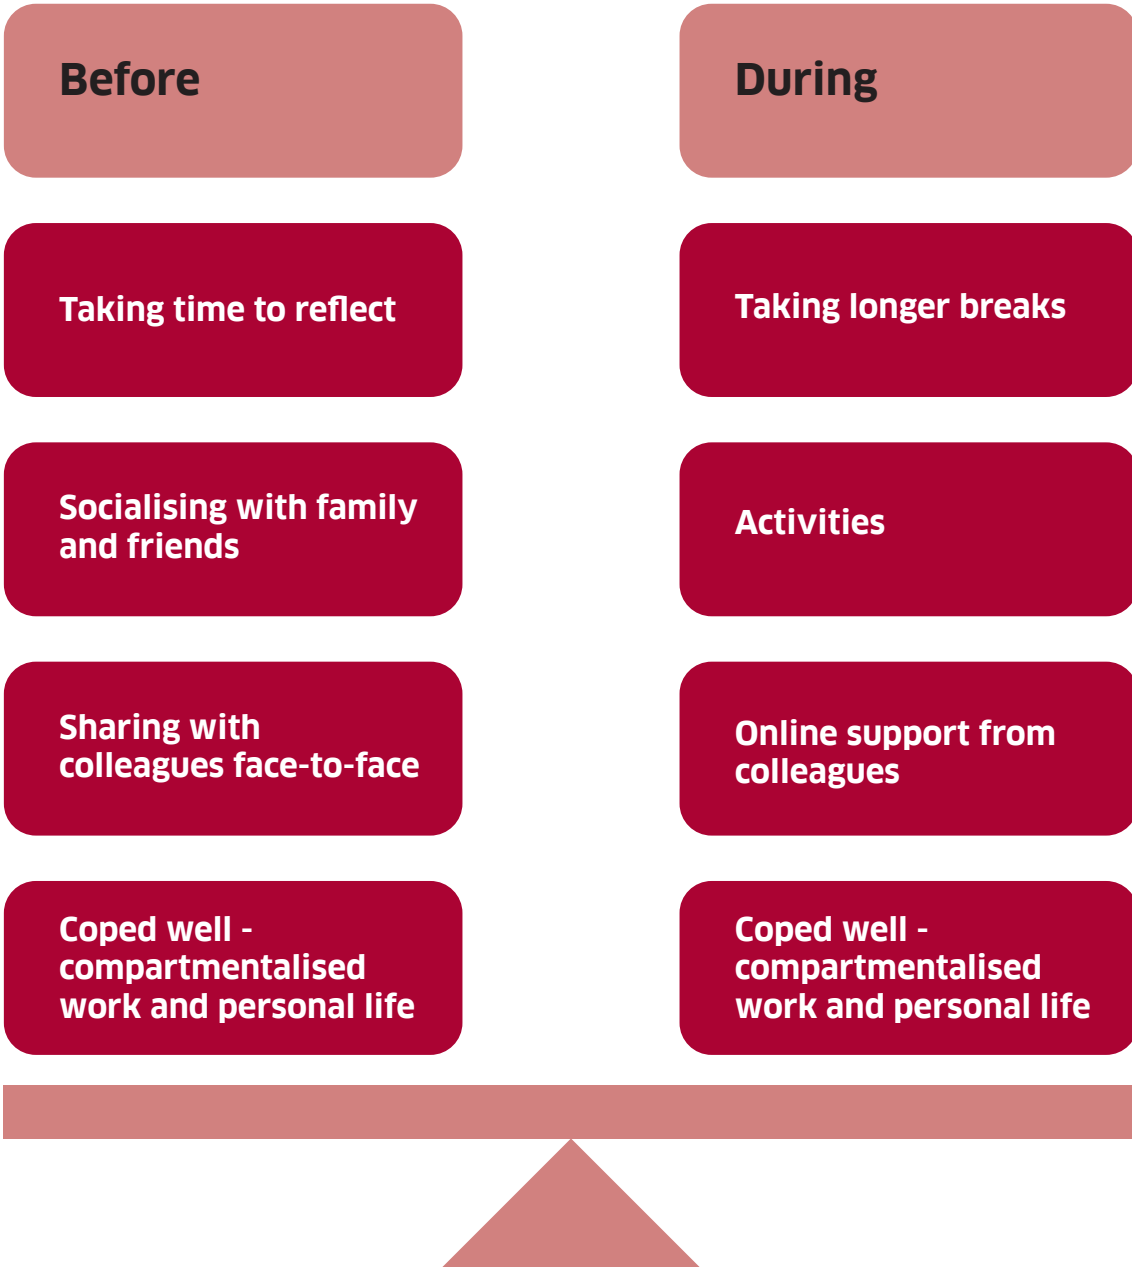 Before
Taking time to reflect
Socialising with family
and friends
Sharing with
colleagues face-to-face
Coped well -
compartmentalised
work and personal life
During
Taking longer breaks
Activities
Online support from
colleagues
Coped well -
compartmentalised
work and personal life